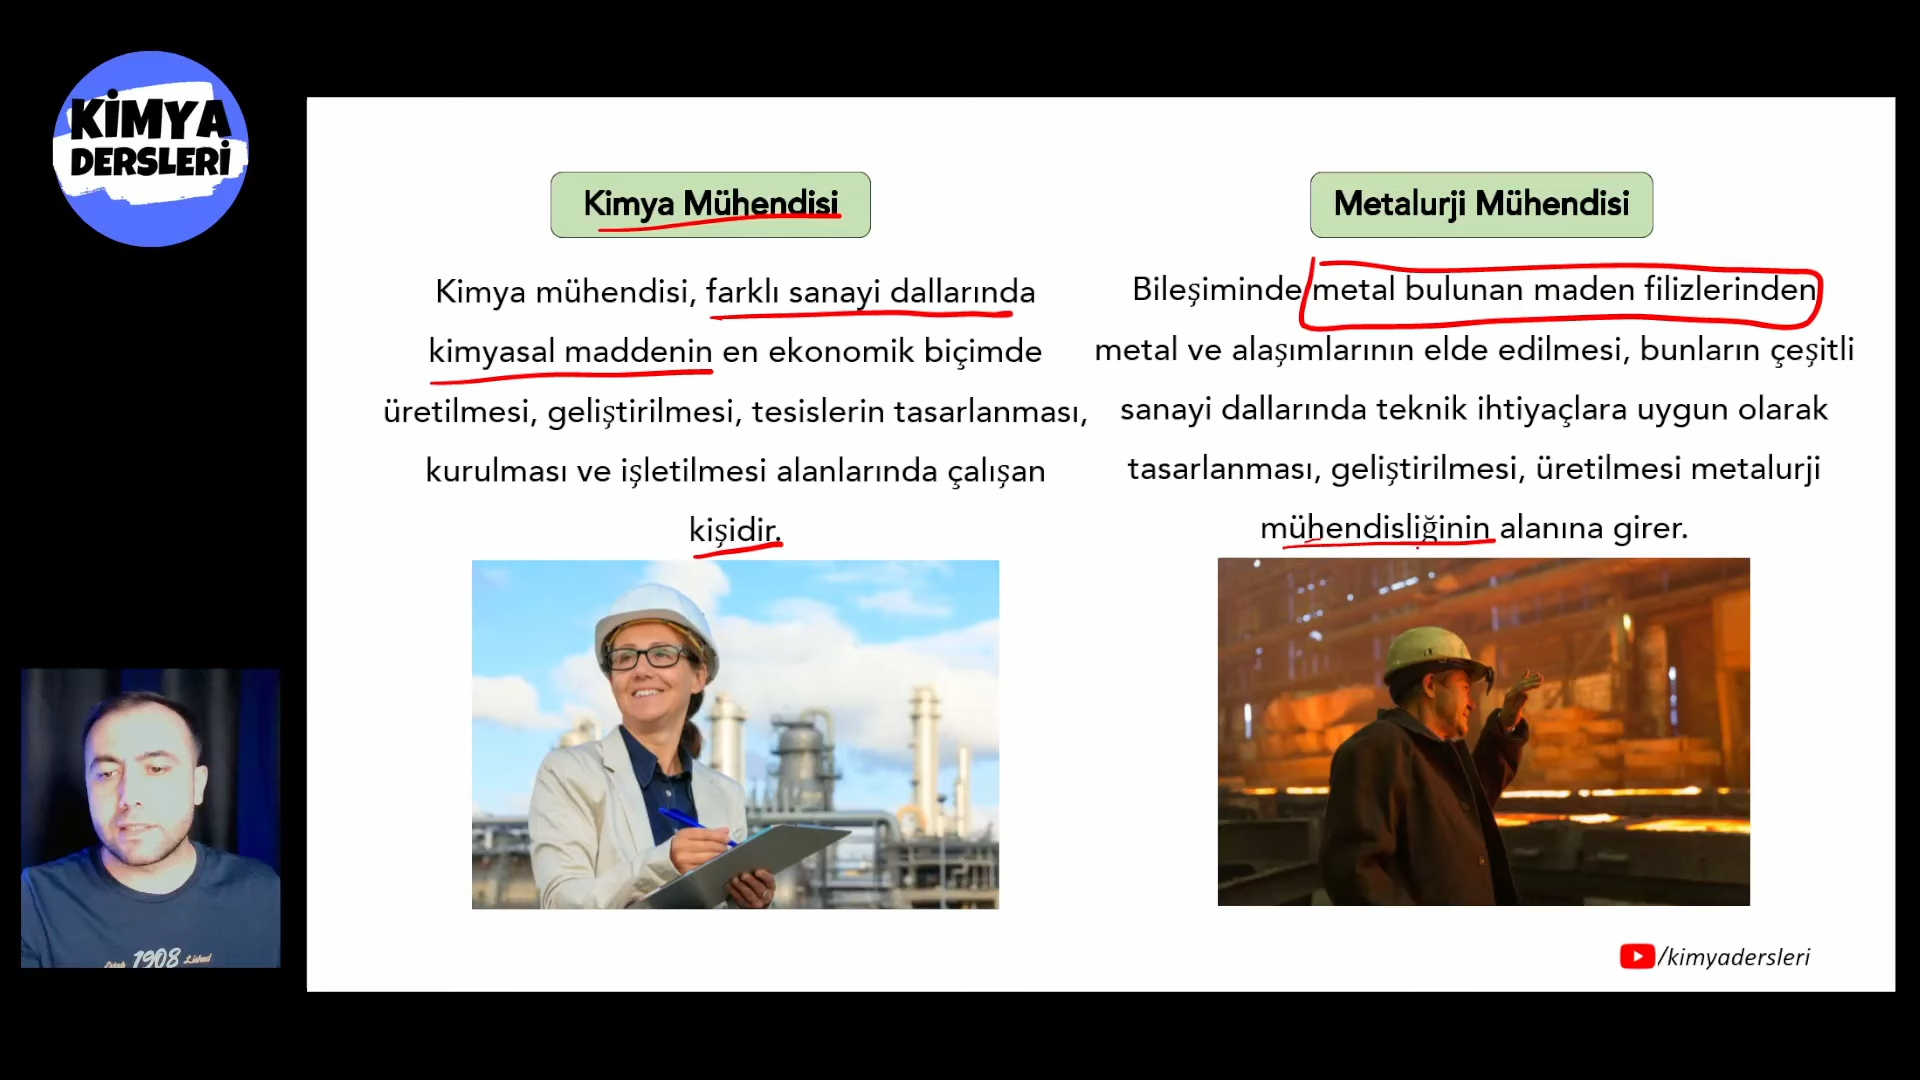 KİMYA
DERSLERİ
Kimya Mühendisi
Kimya mühendisi, farklı sanayi dallarında
kimyasal maddenin en ekonomik biçimde
üretilmesi, geliştirilmesi, tesislerin tasarlanması,
kurulması ve işletilmesi alanlarında çalışan
kişidir.
Metalurji Mühendisi
Bileşiminde metal bulunan maden filizlerinden
metal ve alaşımlarının elde edilmesi, bunların çeşitli
sanayi dallarında teknik ihtiyaçlara uygun olarak
tasarlanması, geliştirilmesi, üretilmesi metalurji
mühendisliğinin alanına girer.
1908
/kimyadersleri